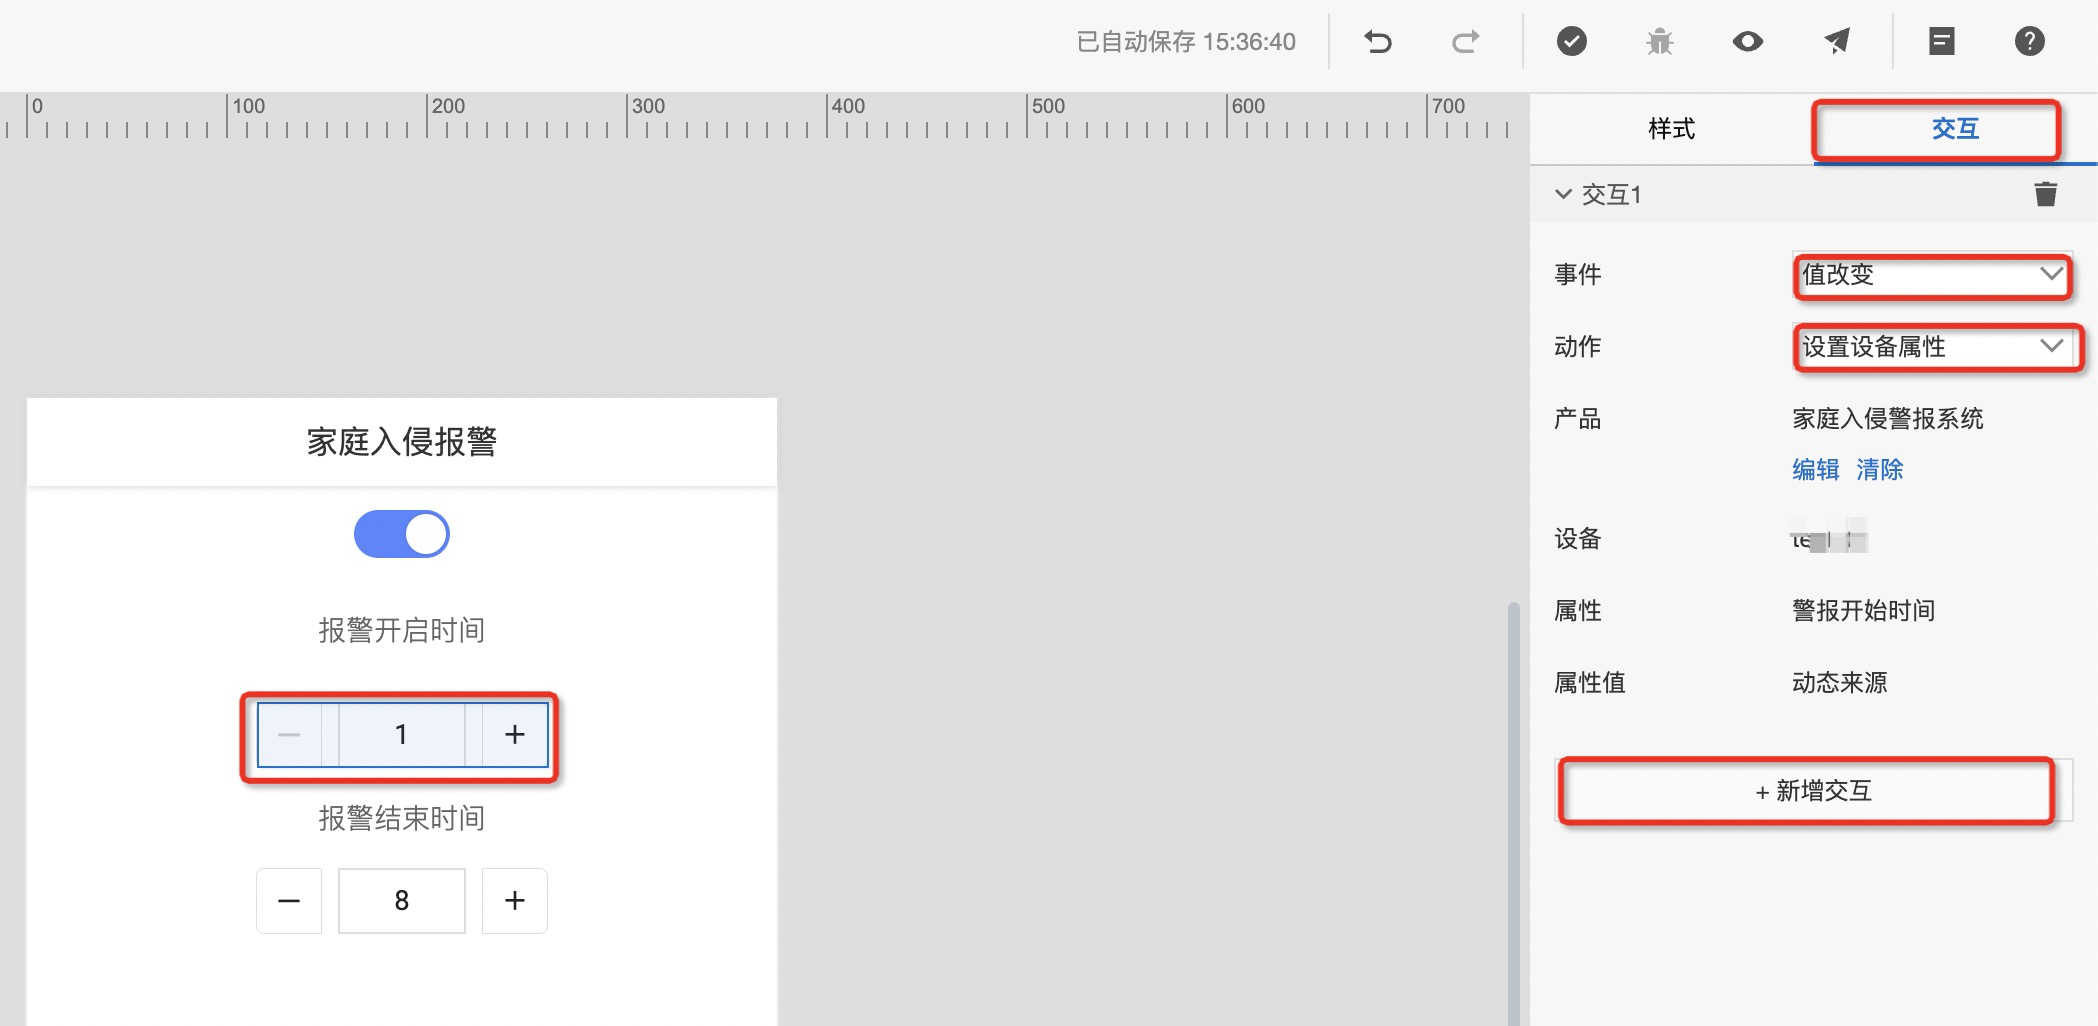 已自动保存 15:36:40
0 100 200 300 400 500 600 700
样式 交互
交互1
事件 值改变
动作 设置设备属性
产品 家庭入侵警报系统
编辑 清除
设备
属性 警报开始时间
属性值 动态来源
+ 新增交互
家庭入侵报警
报警开启时间
— 1 +
报警结束时间
— 8 +